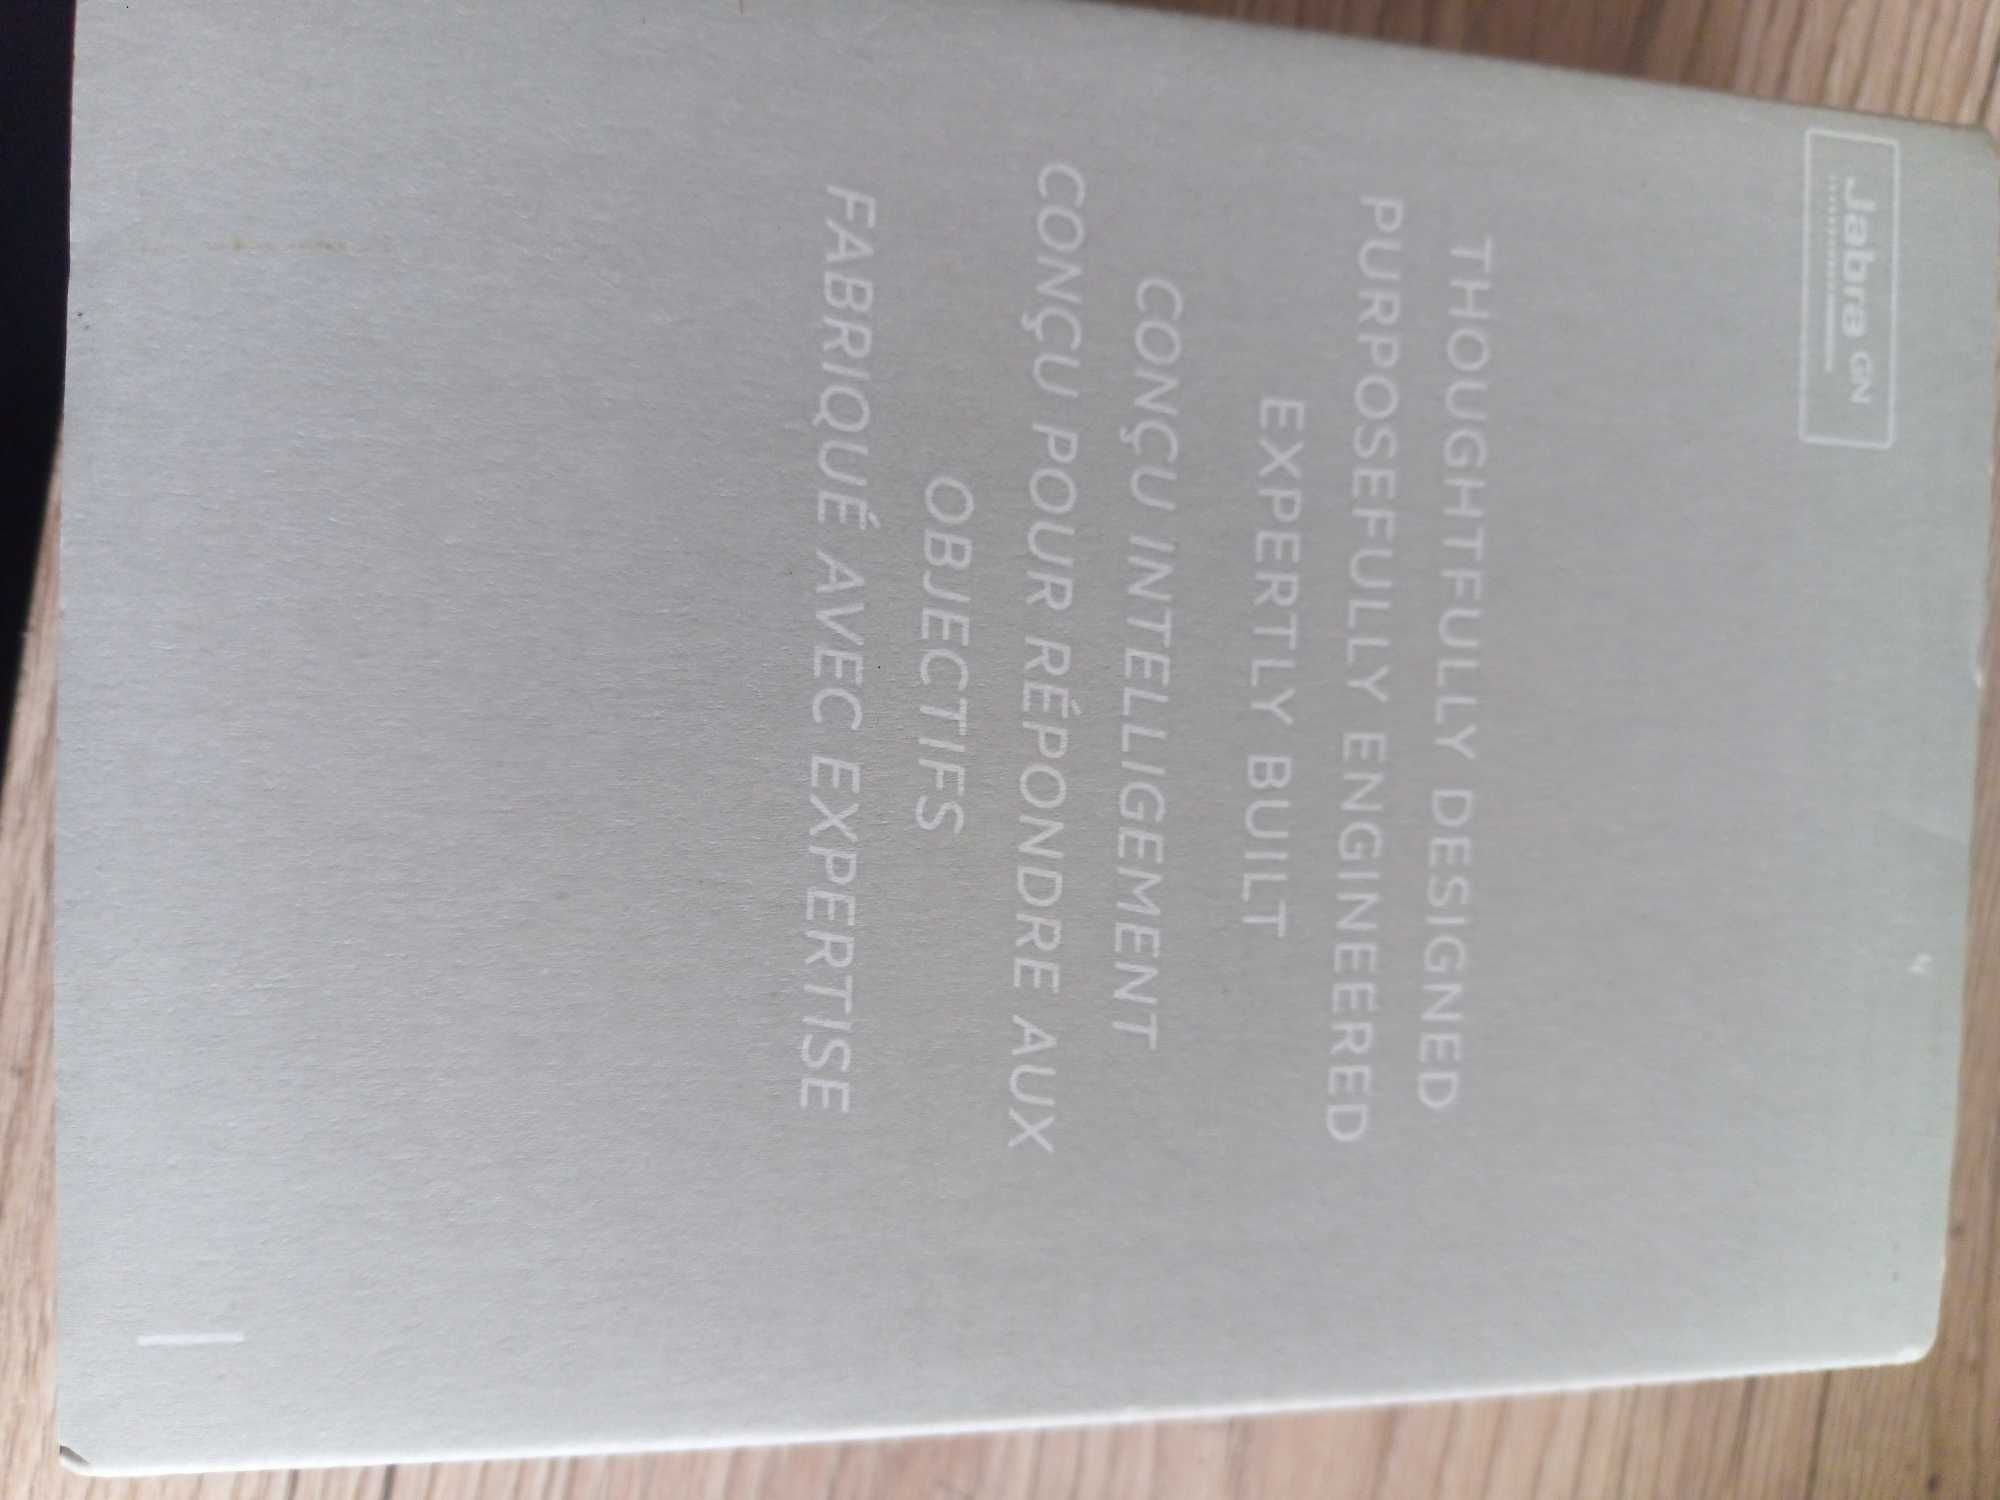 Jabra GN
THOUGHTFULLY DESIGNED
PURPOSEFULLY ENGINEERED
EXPERTLY BUILT
CONÇU INTELLIGEMENT
CONÇU POUR RÉPONDRE AUX
OBJECTIFS
FABRIQUÉ AVEC EXPERTISE